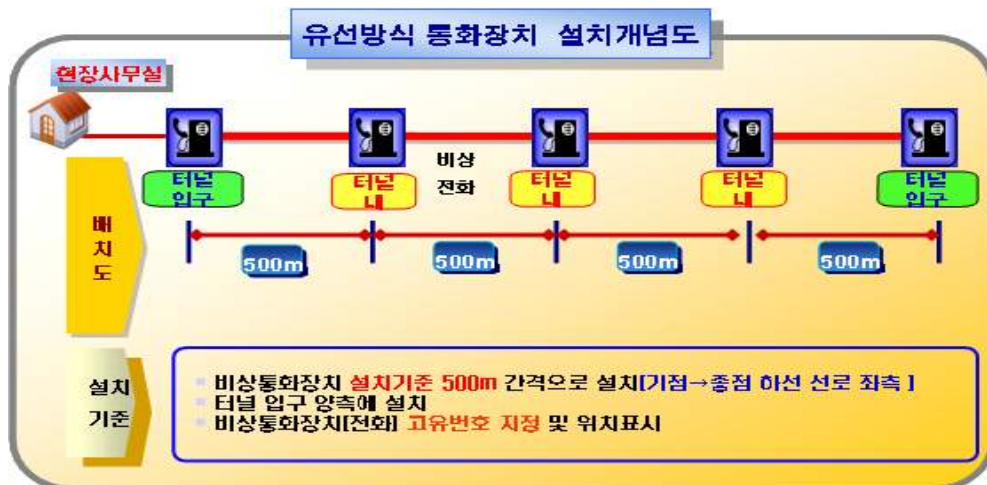 유선방식 통화장치 설치개념도
현장사무실
비상
전화
터널
입구
터널
내
터널
내
터널
내
터널
입구
배
치
도
500m
500m
500m
500m
설치
기준
비상통화장치 설치기준 500m 간격으로 설치[기점→종점 하선 선로 좌측 ]
터널 입구 양측에 설치
비상통화장치[전화] 고유번호 지정 및 위치표시